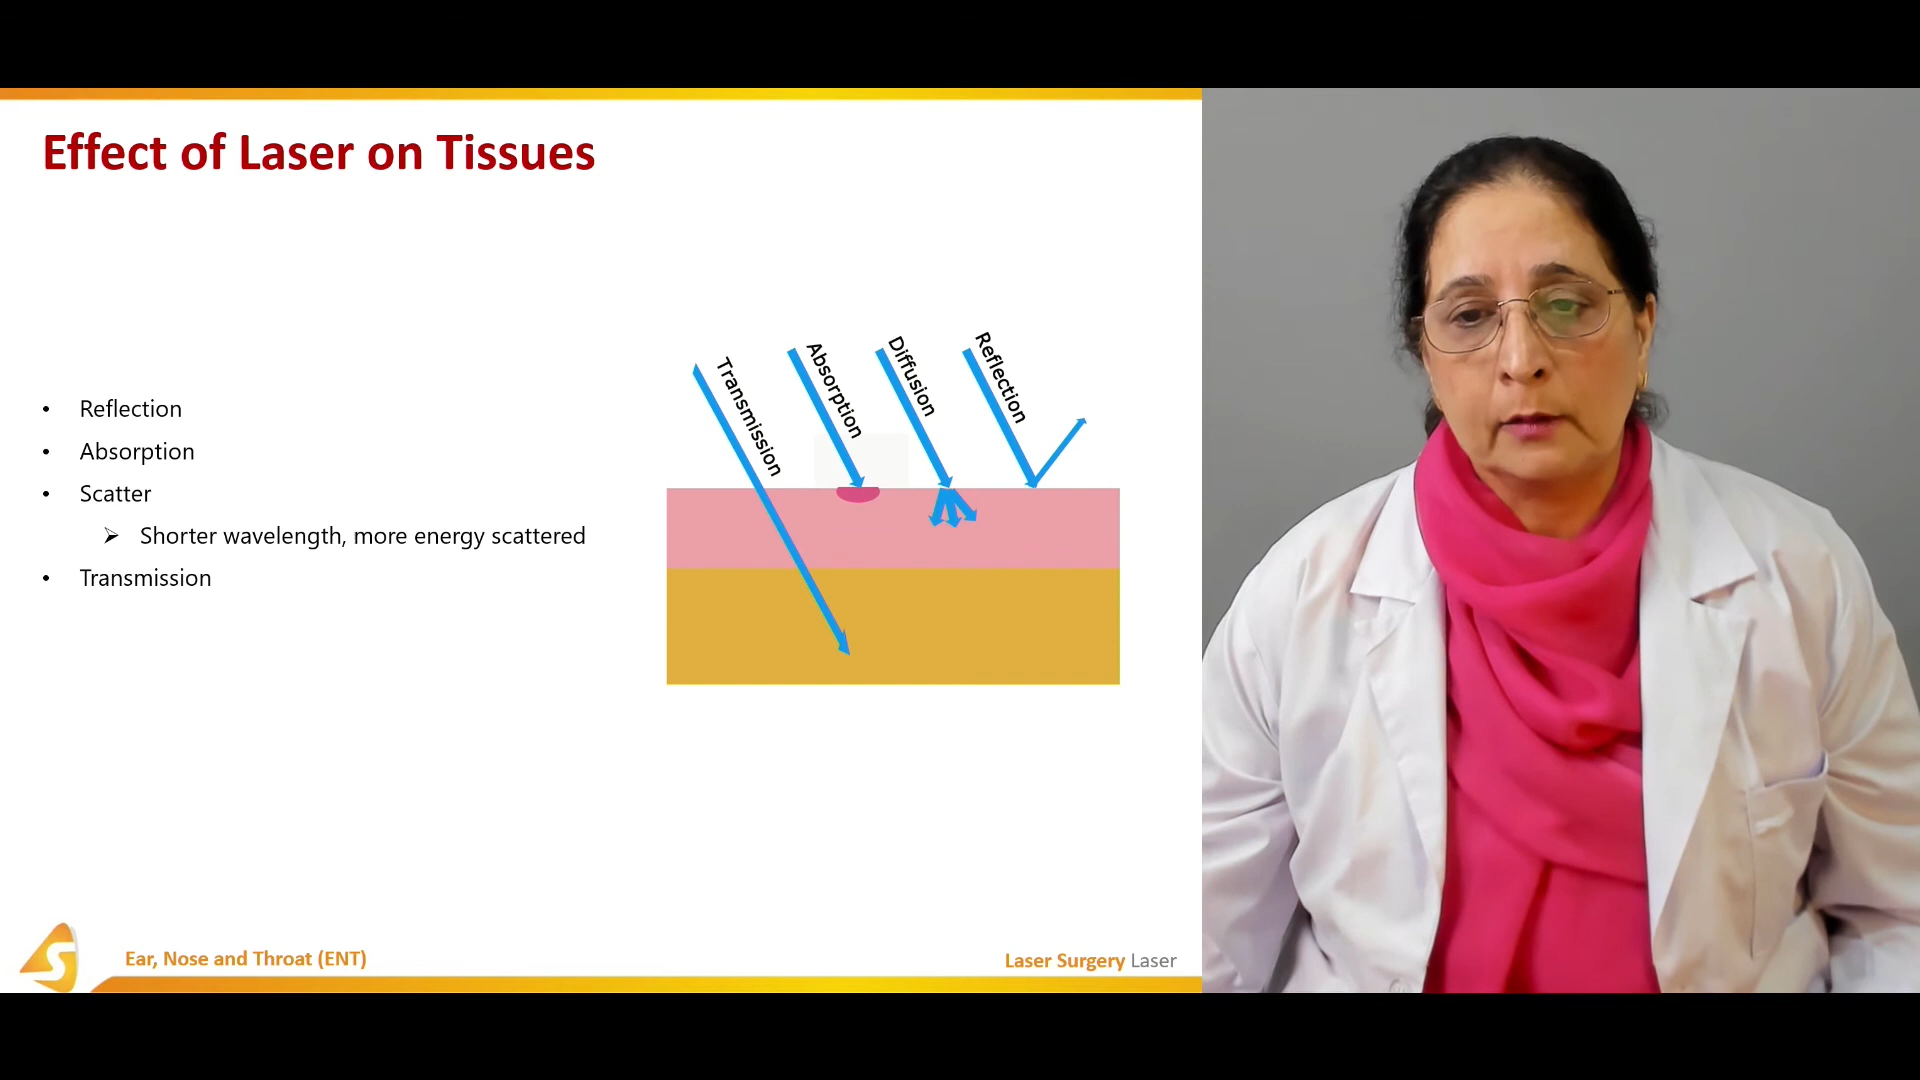 Effect of Laser on Tissues
• Reflection
• Absorption
• Scatter
➢ Shorter wavelength, more energy scattered
• Transmission
Transmission
Absorption
Diffusion
Reflection
S
Ear, Nose and Throat (ENT)
Laser Surgery Laser